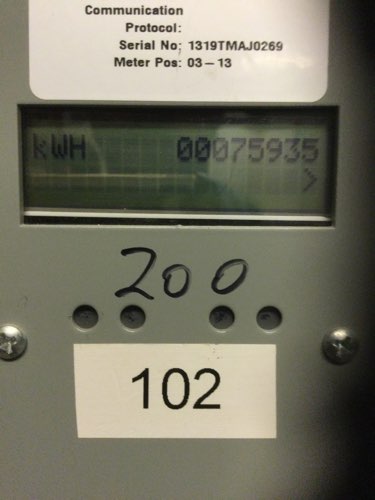 Communication
Protocol:
Serial No: 1319TMAJ0269
Meter Pos: 03-13
kWH 00075935
>
200
102